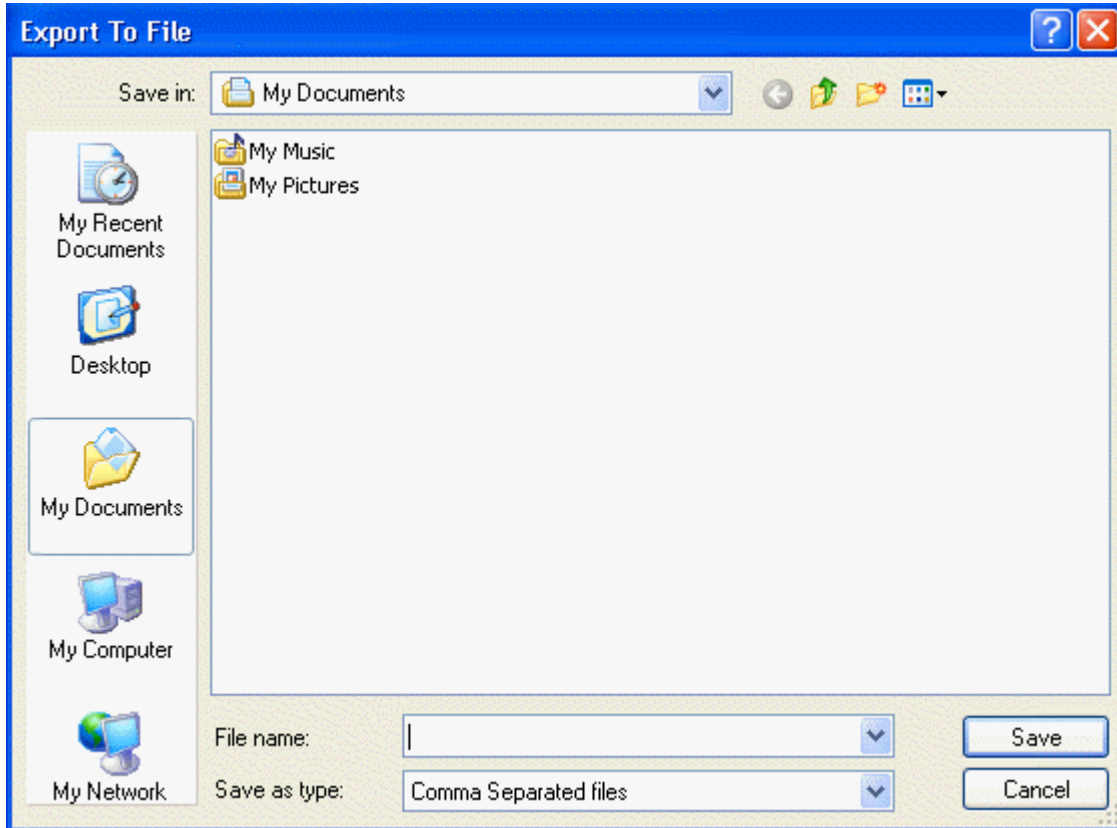 Export To File
Save in:
My Documents
My Music
My Pictures
My Recent
Documents
Desktop
My Documents
My Computer
My Network
File name:
Save
Save as type:
Comma Separated files
Cancel